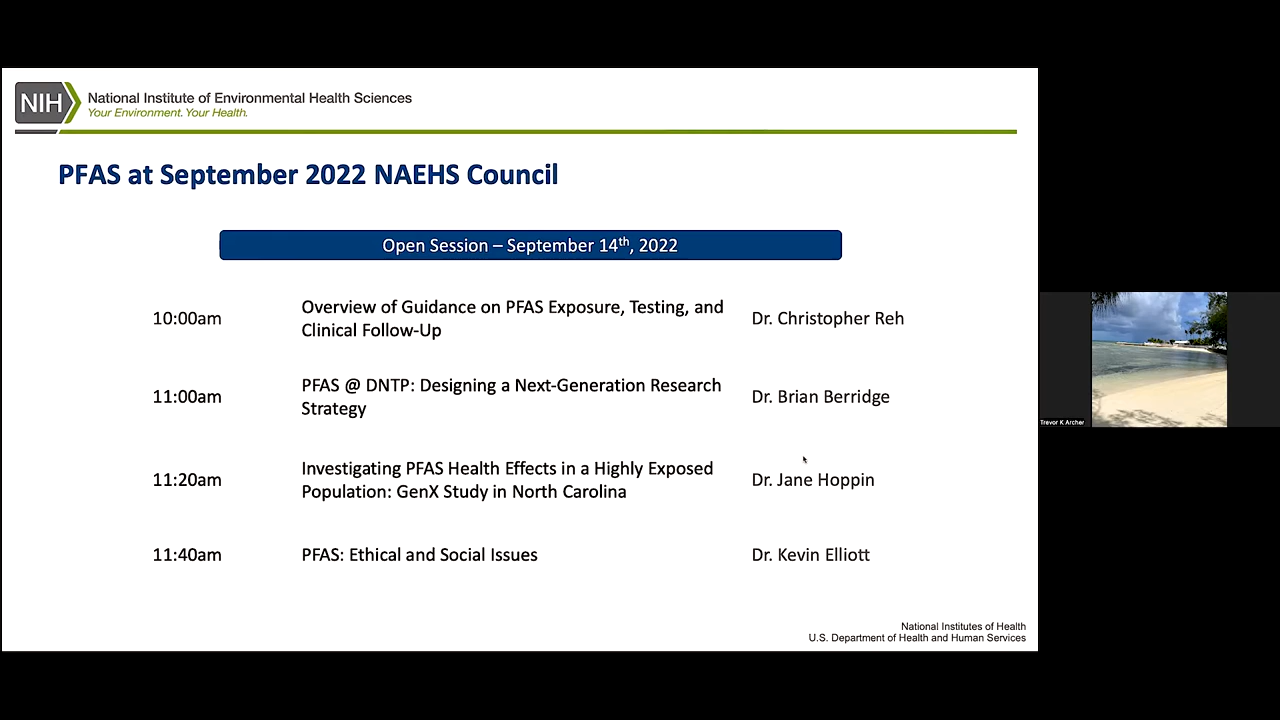 NIH
National Institute of Environmental Health Sciences
Your Environment. Your Health.
PFAS at September 2022 NAEHS Council
Open Session – September 14th, 2022
10:00am
Overview of Guidance on PFAS Exposure, Testing, and
Clinical Follow-Up
Dr. Christopher Reh
11:00am
PFAS @ DNTP: Designing a Next-Generation Research
Strategy
Dr. Brian Berridge
11:20am
Investigating PFAS Health Effects in a Highly Exposed
Population: GenX Study in North Carolina
Dr. Jane Hoppin
11:40am
PFAS: Ethical and Social Issues
Dr. Kevin Elliott
National Institutes of Health
U.S. Department of Health and Human Services
Trevor K Archer